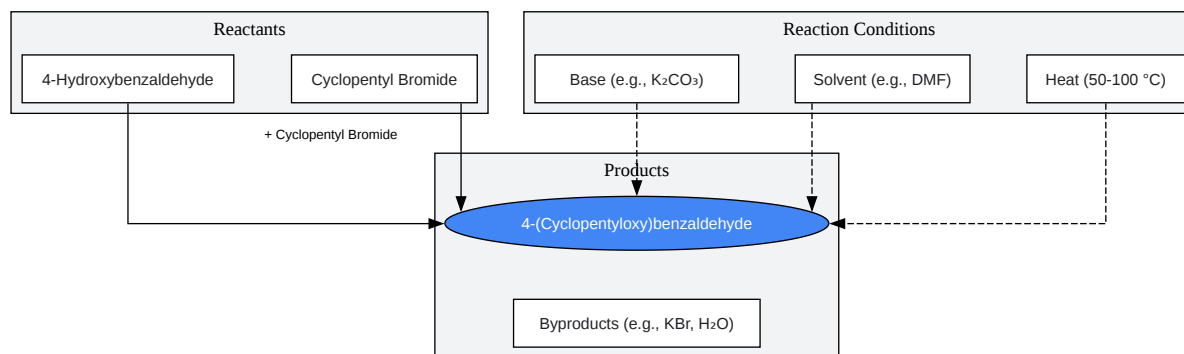 Reactants
4-Hydroxybenzaldehyde
Cyclopentyl Bromide
Reaction Conditions
Base (e.g., K₂CO₃)
Solvent (e.g., DMF)
Heat (50-100 °C)
+ Cyclopentyl Bromide
Products
4-(Cyclopentyloxy)benzaldehyde
Byproducts (e.g., KBr, H₂O)